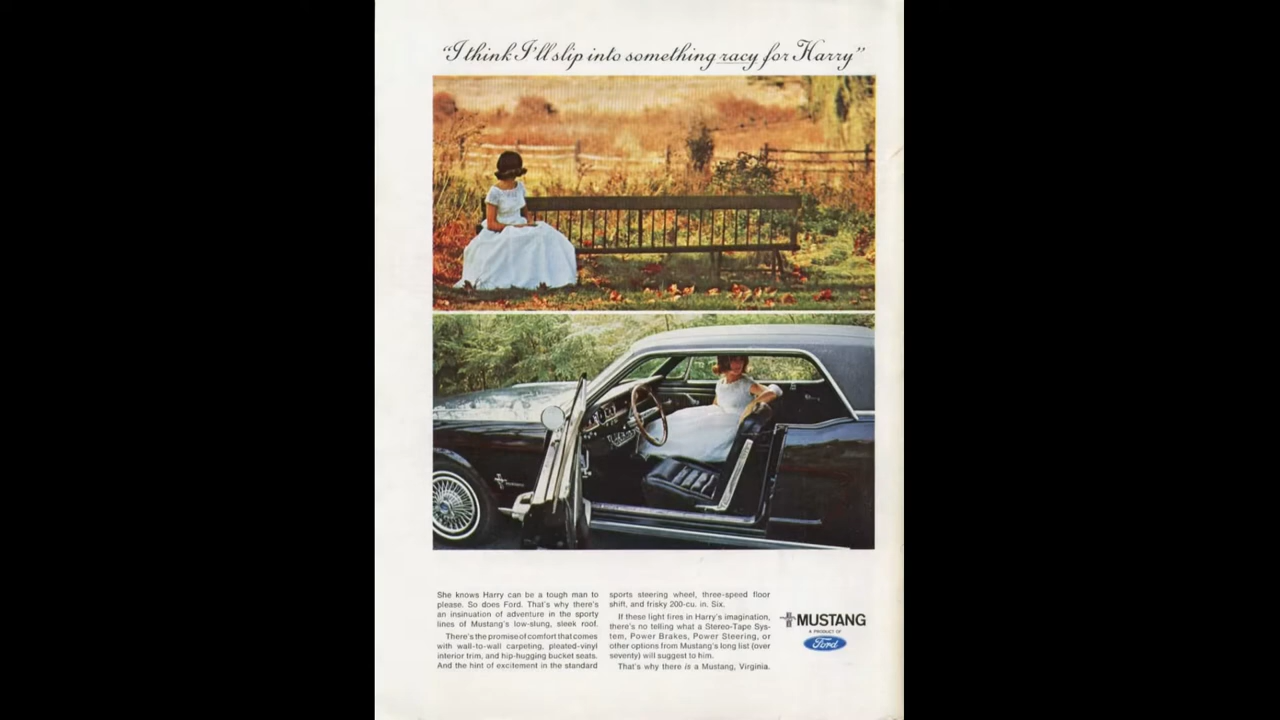 “I think I’ll slip into something racy for Harry”
She knows Harry can be a tough man to
please. So does Ford. That’s why there’s
an insinuation of adventure in the sporty
lines of Mustang’s low-slung, sleek roof.
There’s the promise of comfort that comes
with wall-to-wall carpeting, pleated-vinyl
interior trim, and hip-hugging bucket seats.
And the hint of excitement in the standard
sports steering wheel, three-speed floor
shift, and frisky 200-cu. in. Six.
If these light fires in Harry’s imagination,
there’s no telling what a Stereo-Tape Sys-
tem, Power Brakes, Power Steering, or
other options from Mustang’s long list (over
seventy) will suggest to him.
That’s why there is a Mustang, Virginia.
MUSTANG
A PRODUCT OF
Ford